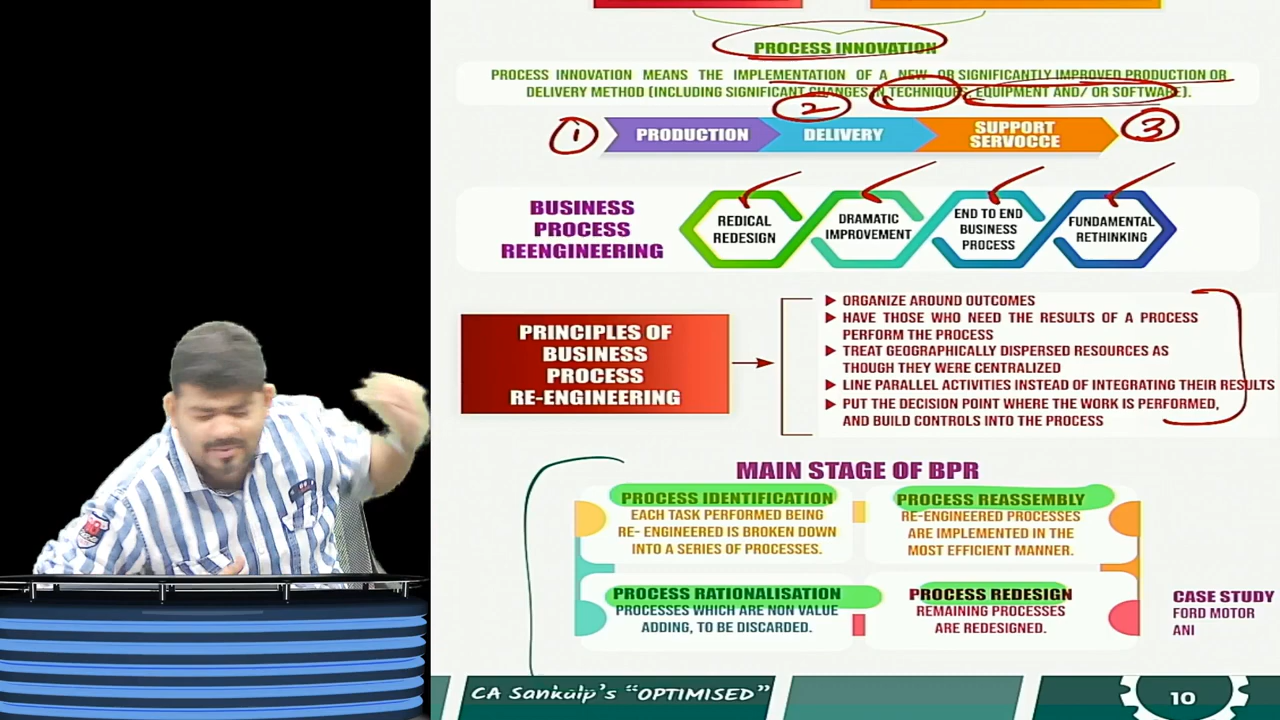 PROCESS INNOVATION
PROCESS INNOVATION MEANS THE IMPLEMENTATION OF A NEW OR SIGNIFICANTLY IMPROVED PRODUCTION OR
DELIVERY METHOD (INCLUDING SIGNIFICANT CHANGES IN TECHNIQUES, EQUIPMENT AND/ OR SOFTWARE).
2
1
PRODUCTION
DELIVERY
SUPPORT
SERVOCCE
3
BUSINESS
PROCESS
REENGINEERING
REDICAL
REDESIGN
DRAMATIC
IMPROVEMENT
END TO END
BUSINESS
PROCESS
FUNDAMENTAL
RETHINKING
PRINCIPLES OF
BUSINESS
PROCESS
RE-ENGINEERING
ORGANIZE AROUND OUTCOMES
HAVE THOSE WHO NEED THE RESULTS OF A PROCESS
PERFORM THE PROCESS
TREAT GEOGRAPHICALLY DISPERSED RESOURCES AS
THOUGH THEY WERE CENTRALIZED
LINE PARALLEL ACTIVITIES INSTEAD OF INTEGRATING THEIR RESULTS
PUT THE DECISION POINT WHERE THE WORK IS PERFORMED,
AND BUILD CONTROLS INTO THE PROCESS
MAIN STAGE OF BPR
PROCESS IDENTIFICATION
EACH TASK PERFORMED BEING
RE- ENGINEERED IS BROKEN DOWN
INTO A SERIES OF PROCESSES.
PROCESS REASSEMBLY
RE-ENGINEERED PROCESSES
ARE IMPLEMENTED IN THE
MOST EFFICIENT MANNER.
PROCESS RATIONALISATION
PROCESSES WHICH ARE NON VALUE
ADDING, TO BE DISCARDED.
PROCESS REDESIGN
REMAINING PROCESSES
ARE REDESIGNED.
CASE STUDY
FORD MOTOR
ANI
CA Sankalp's "OPTIMISED"
10